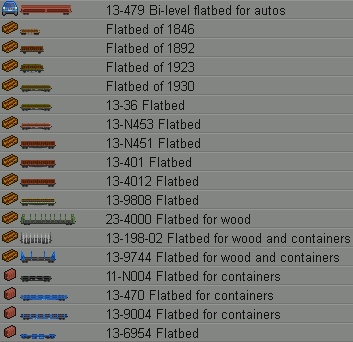 13-479 Bi-level flatbed for autos
Flatbed of 1846
Flatbed of 1892
Flatbed of 1923
Flatbed of 1930
13-36 Flatbed
13-N453 Flatbed
13-N451 Flatbed
13-401 Flatbed
13-4012 Flatbed
13-9808 Flatbed
23-4000 Flatbed for wood
13-198-02 Flatbed for wood and containers
13-9744 Flatbed for wood and containers
11-N004 Flatbed for containers
13-470 Flatbed for containers
13-9004 Flatbed for containers
13-6954 Flatbed